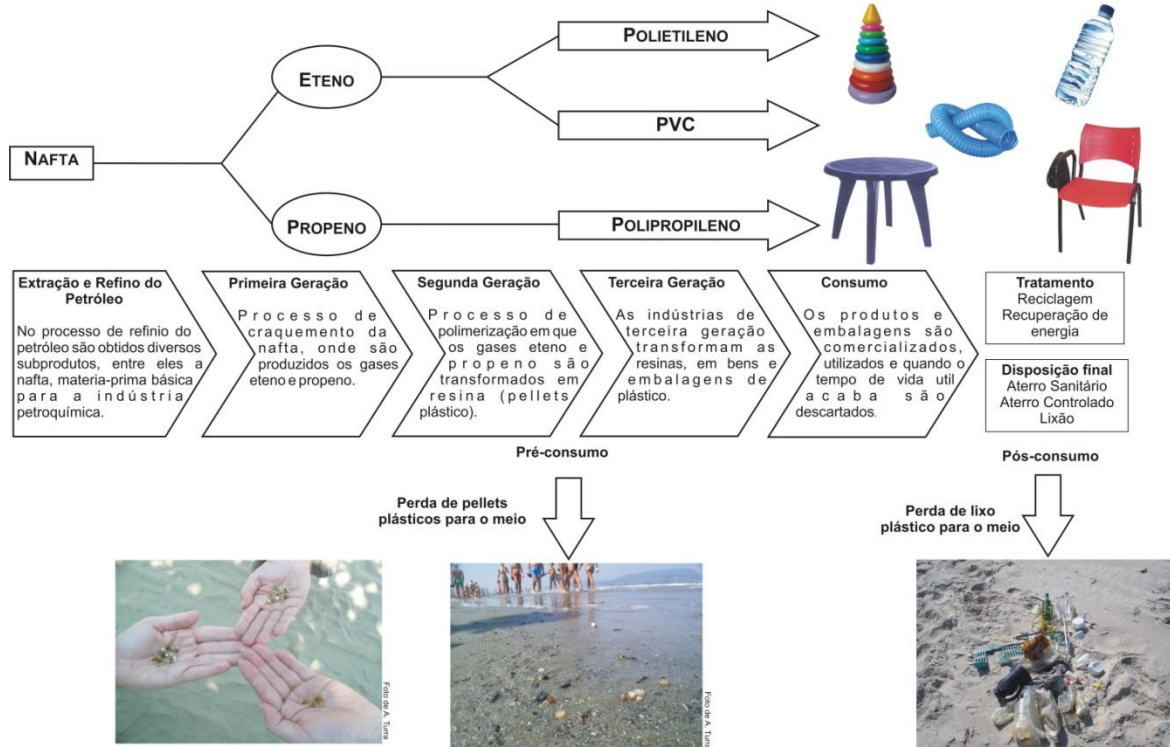 POLIETILENO
ETENO
PVC
NAFTA
PROPENO
POLIPROPILENO
Extração e Refino do
Petróleo
No processo de refinio do
petróleo são obtidos diversos
subprodutos, entre eles a
nafta, materia-prima básica
para a indústria
petroquímica.
Primeira Geração
Processo de
craquemento da
nafta, onde são
produzidos os gases
eteno e propeno.
Segunda Geração
Processo de
polimerização em que
os gases eteno e
propeno são
transformados em
resina (pellets
plástico).
Terceira Geração
As indústrias de
terceira geração
transformam as
resinas, em bens e
embalagens de
plástico.
Consumo
Os produtos e
embalagens são
comercializados,
utilizados e quando o
tempo de vida util
acaba são
descartados.
Tratamento
Reciclagem
Recuperação de
energia
Disposição final
Aterro Sanitário
Aterro Controlado
Lixão
Pré-consumo
Pós-consumo
Perda de pellets
plásticos para o meio
Perda de lixo
plástico para o meio
Foto de A. Turra
Foto de A. Turra